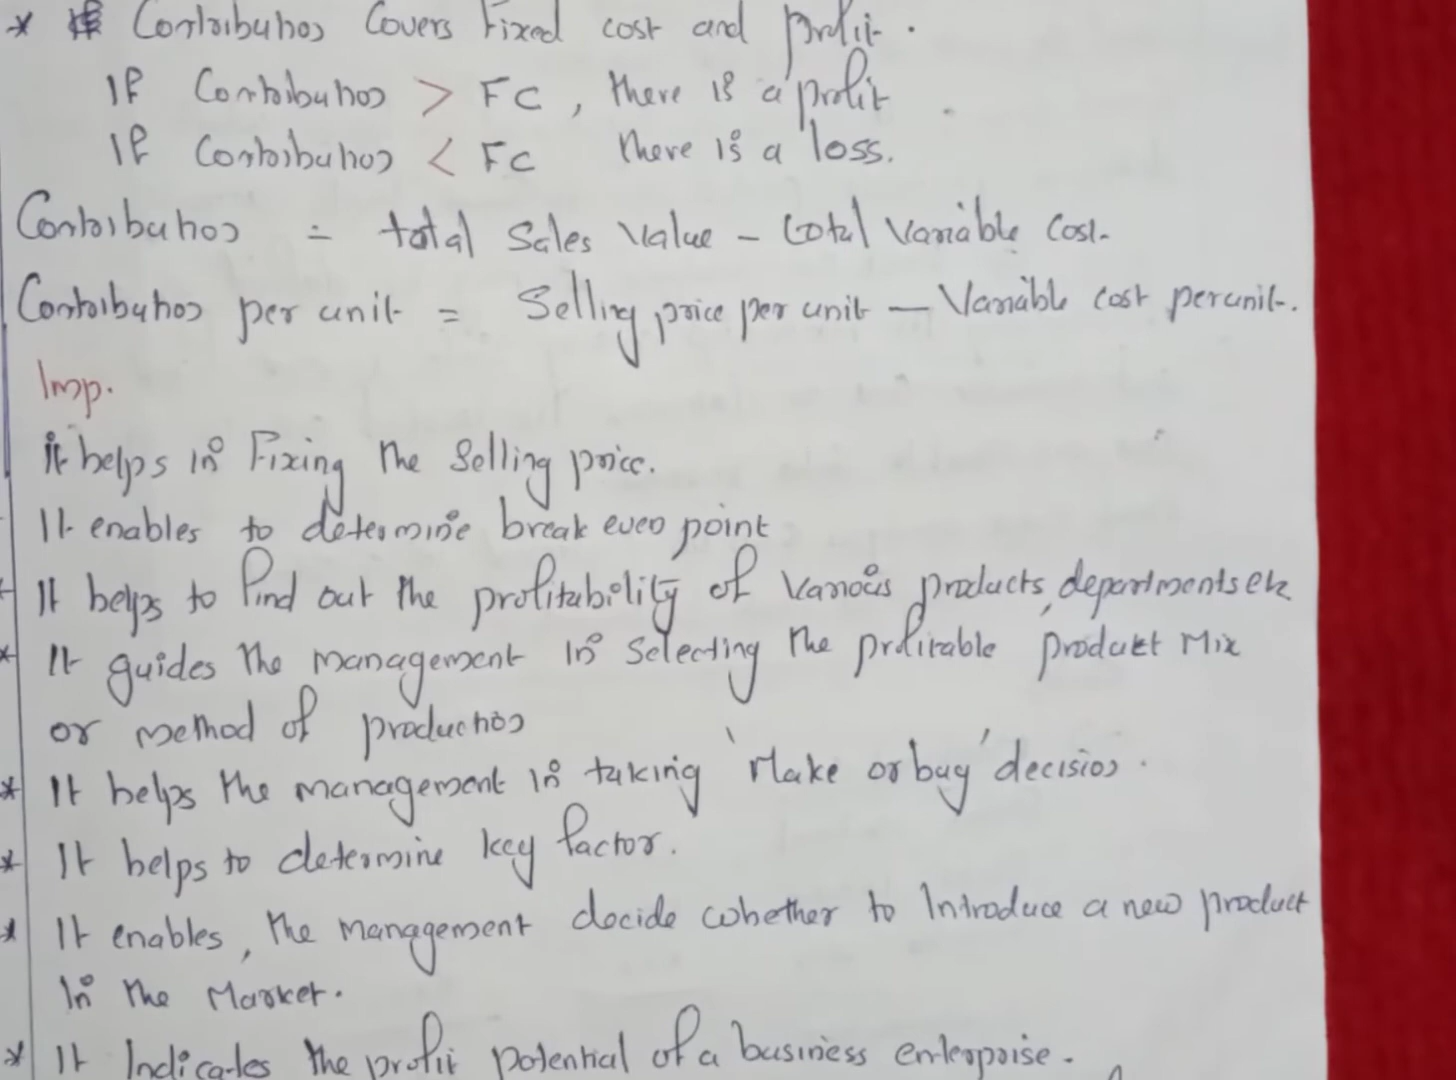 * Contribution Covers Fixed cost and profit.
If Contribution > FC, there is a profit
If Contribution < FC there is a loss.
Contribution = total Sales Value - total Variable Cost.
Contribution per unit = Selling price per unit - Variable cost per unit.
Imp.
it helps in Fixing the Selling price.
It enables to determine break even point
It helps to find out the profitability of Various products, departments etc
* It guides the management in Selecting the profitable product Mix
or method of production
* It helps the management in taking 'Make or buy' decision.
* It helps to determine key factor.
* It enables, the management decide whether to Introduce a new product
In the Market.
* It Indicates the profit potential of a business enterprise.